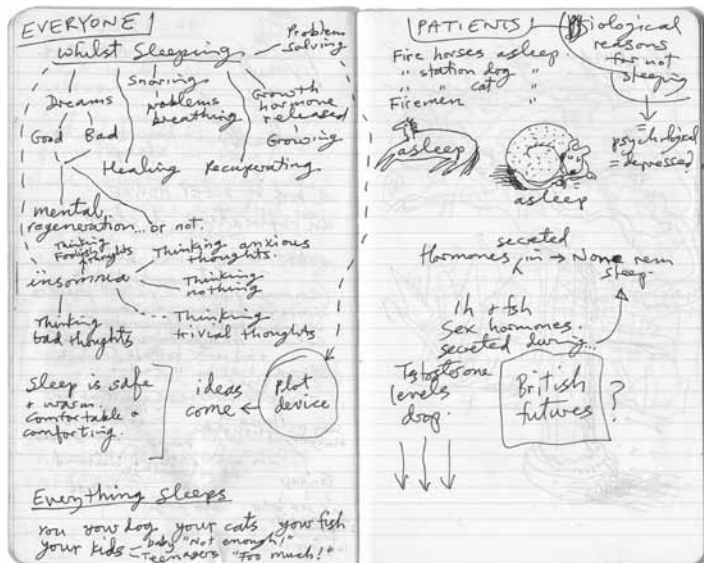 EVERYONE
Whilst Sleeping
Problem
solving
Snoring
problems
breathing
Growth
hormone
released
Growing
Dreams
Good
Bad
Healing
Recuperating
mental
regeneration... or not.
Thinking
Foolish thoughts
Thinking anxious
thoughts.
insomnia
Thinking
nothing
Thinking
bad thoughts
Thinking
trivial thoughts
Sleep is safe
+ warm.
Comfortable +
comforting.
ideas
come
Plot
device
Everything Sleeps
You your dog your cats your fish
your kids - baby "Not enough!"
Teenagers "Too much!"
PATIENTS
Biological
reasons
for not
sleeping
Fire horses asleep.
" station dog "
" cat "
Firemen "
= psychological
= depressed
asleep
asleep
secreted
Hormones in → None rem
sleep.
lh + fsh
Sex hormones.
secreted during...
Testosterone
levels
drop.
British
futures
?